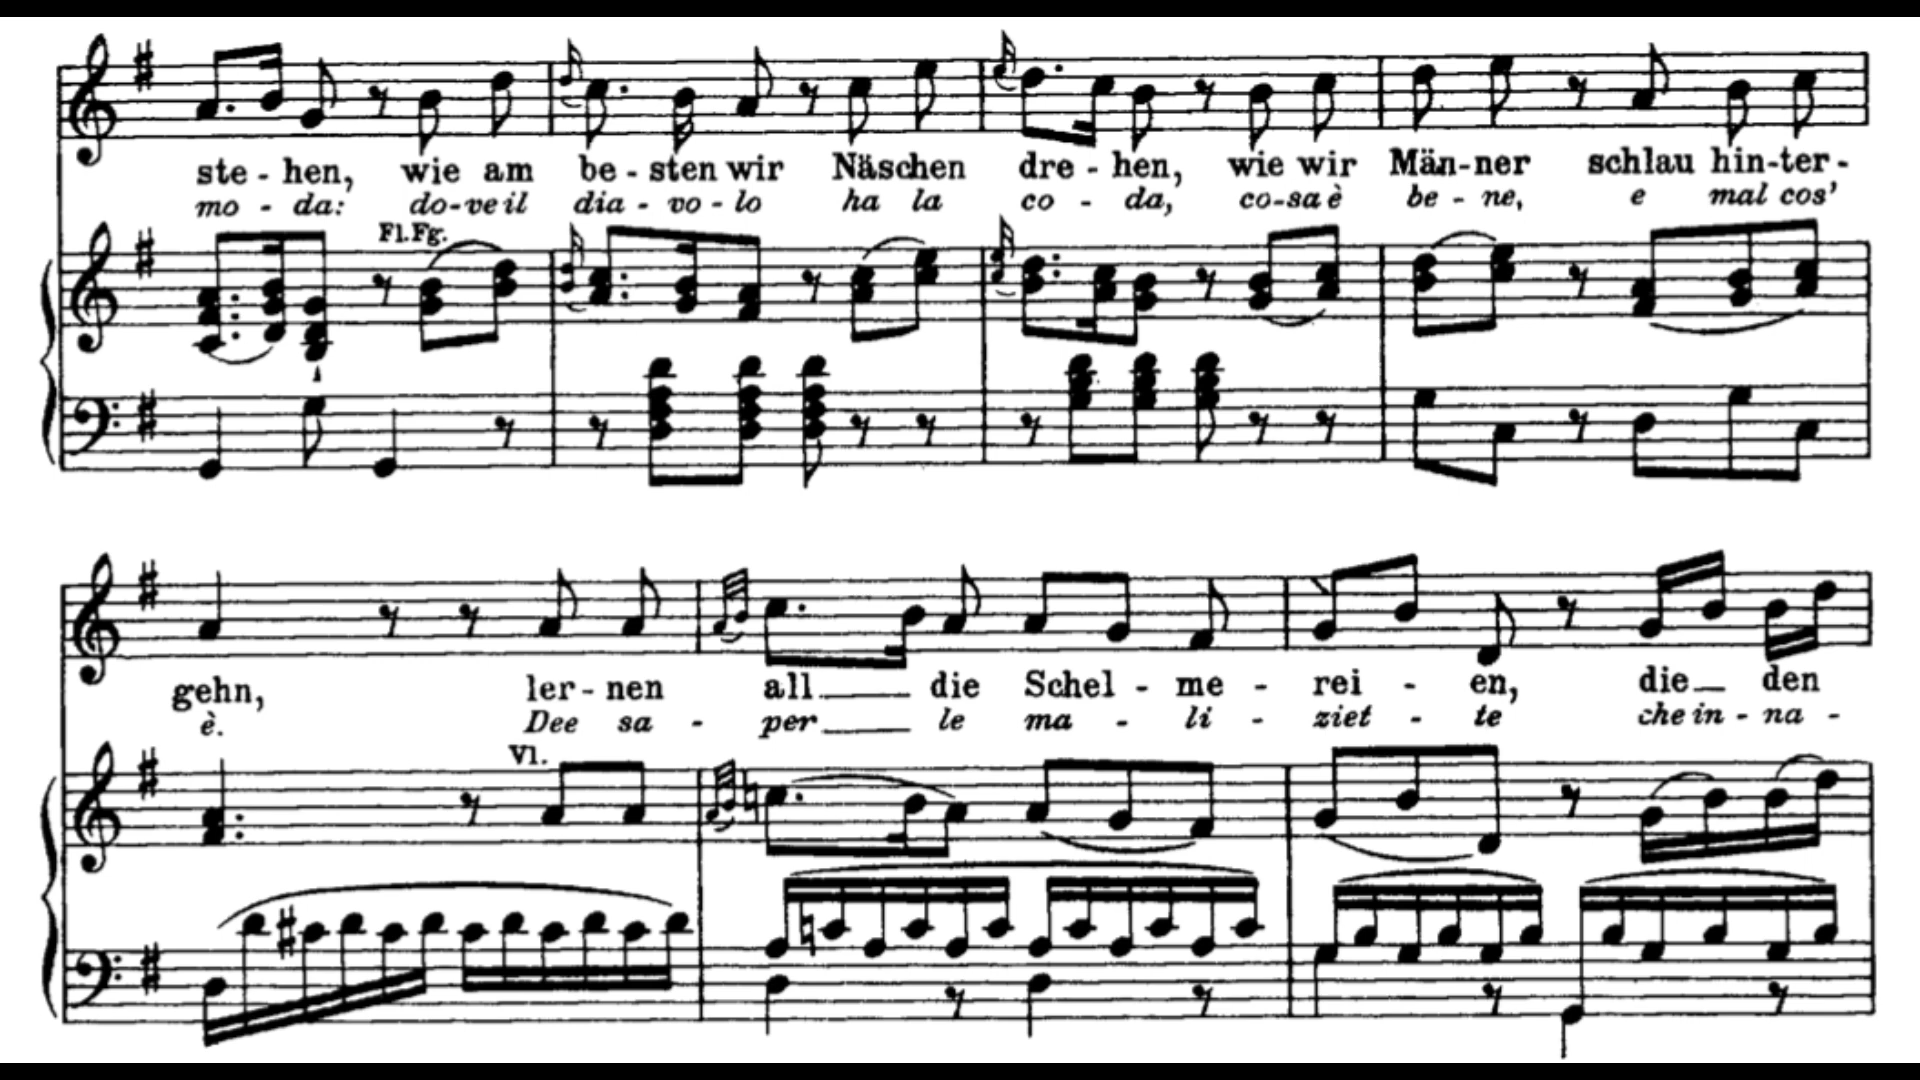 ste - hen, wie am be - sten wir Näschen dre - hen, wie wir Män-ner schlau hin-ter-
mo - da: do-ve il dia - vo - lo ha la co - da, co-sa è be - ne, e mal cos'
Fl. Fg.
gehn, ler - nen all die Schel - me - rei - en, die den
è. Dee sa - per le ma - li - ziet - te che in - na -
Vl.